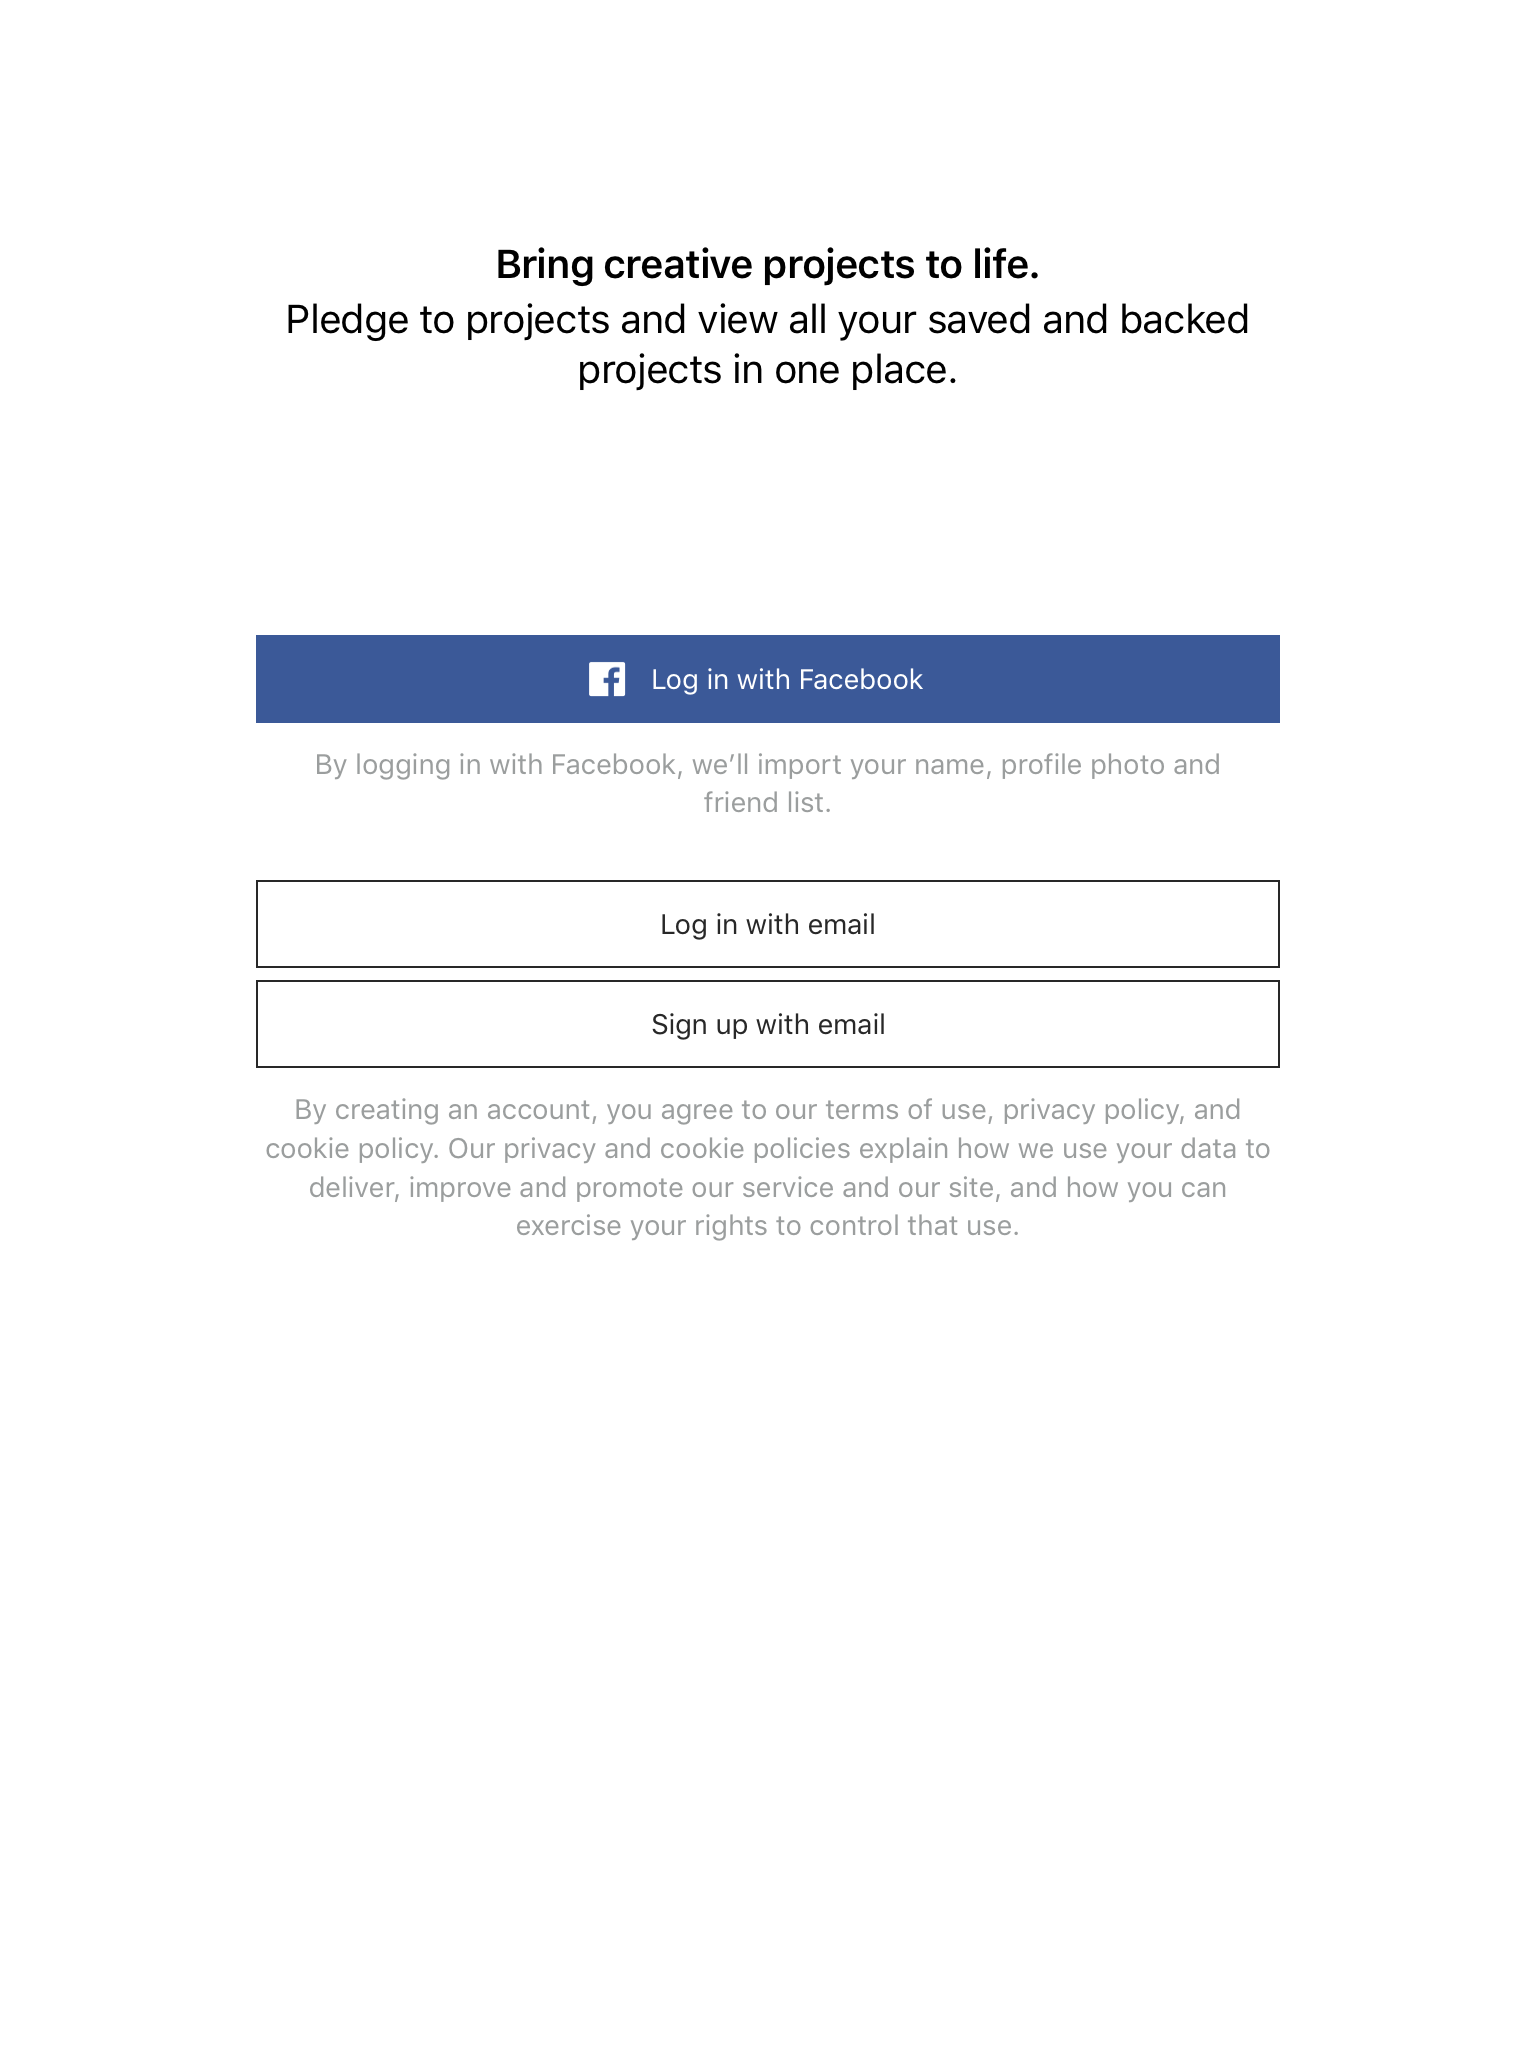 Bring creative projects to life.
Pledge to projects and view all your saved and backed
projects in one place.
Log in with Facebook
By logging in with Facebook, we’ll import your name, profile photo and
friend list.
Log in with email
Sign up with email
By creating an account, you agree to our terms of use, privacy policy, and
cookie policy. Our privacy and cookie policies explain how we use your data to
deliver, improve and promote our service and our site, and how you can
exercise your rights to control that use.